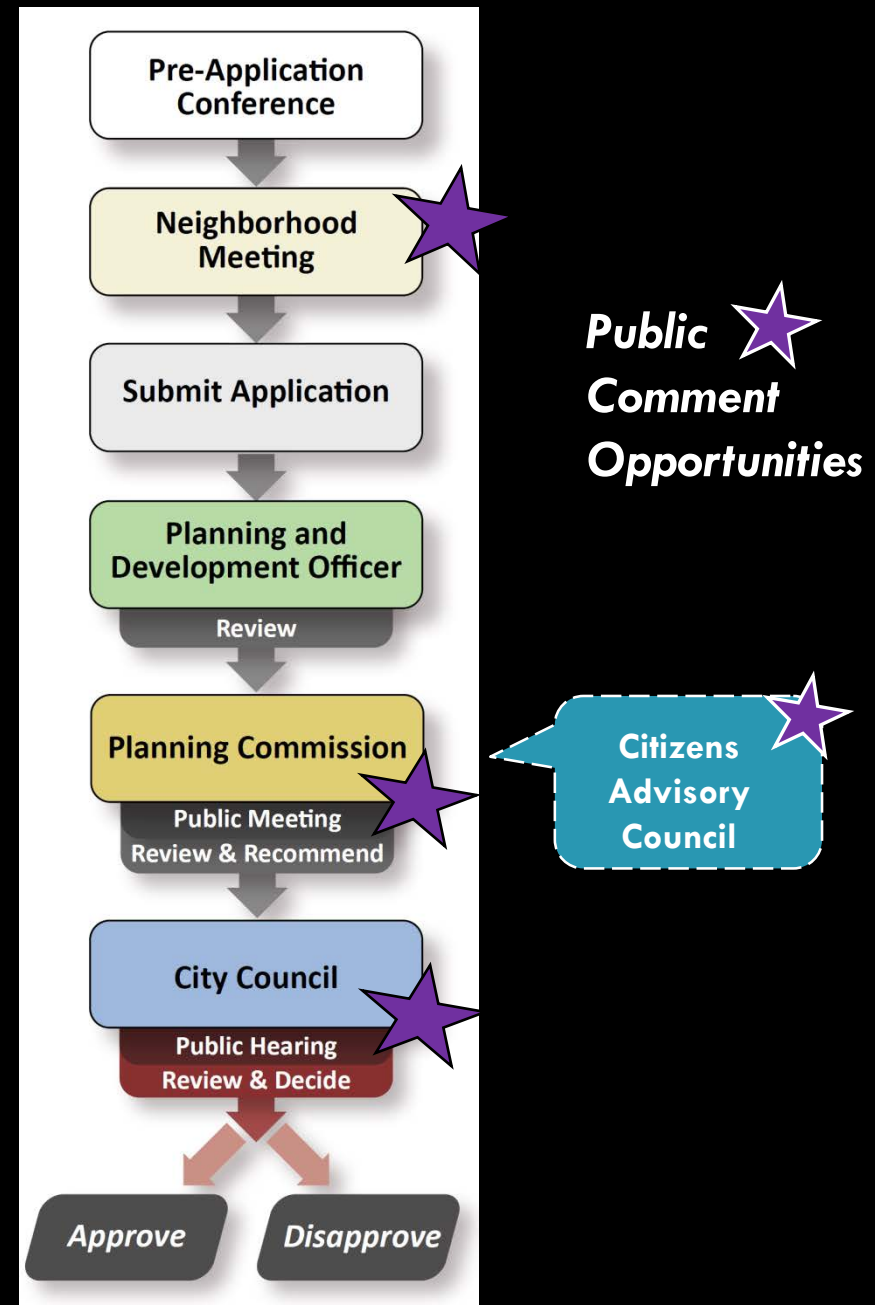 Pre-Application
Conference
Neighborhood
Meeting
Submit Application
Planning and
Development Officer
Review
Planning Commission
Public Meeting
Review & Recommend
City Council
Public Hearing
Review & Decide
Approve
Disapprove
Public
Comment
Opportunities
Citizens
Advisory
Council